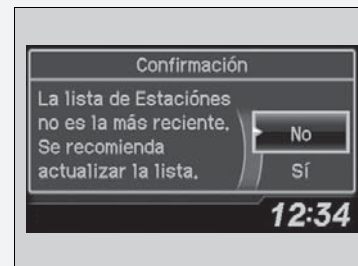 Confirmación
La lista de Estaciónes
no es la más reciente.
Se recomienda
actualizar la lista.
No
Sí
12:34